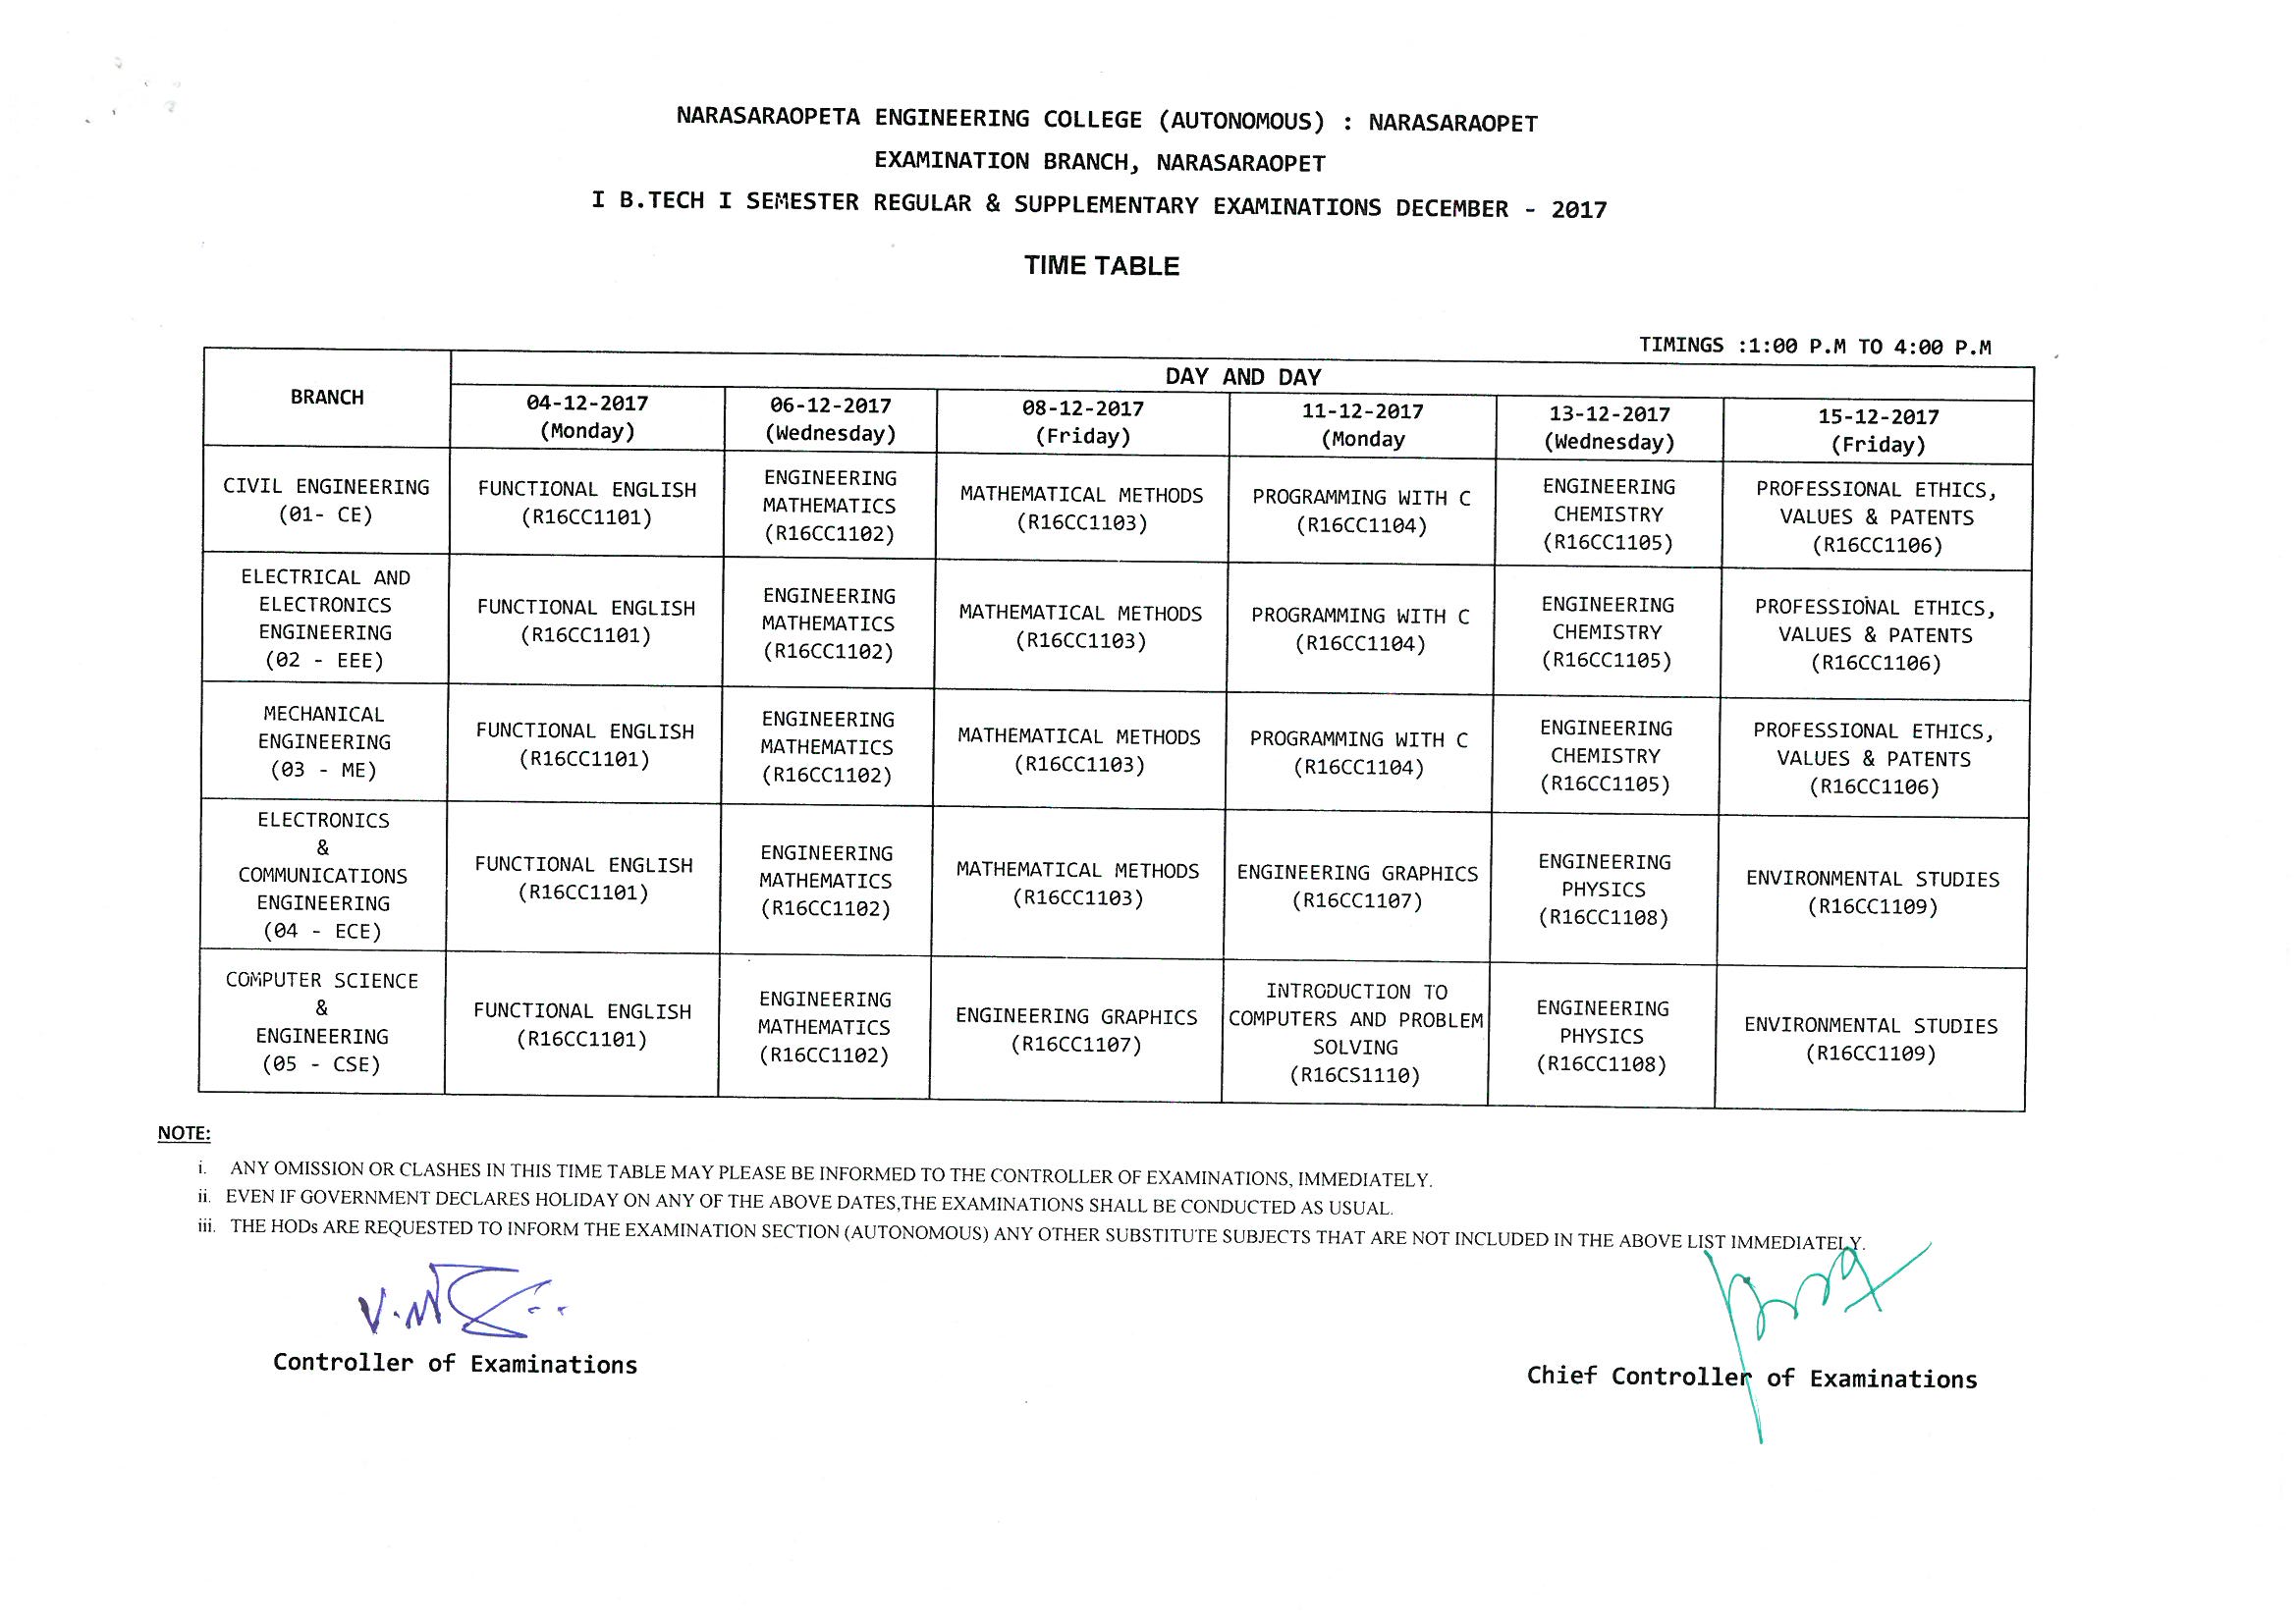 NARASARAOPETA ENGINEERING COLLEGE (AUTONOMOUS) : NARASARAOPET
EXAMINATION BRANCH, NARASARAOPET
I B.TECH I SEMESTER REGULAR & SUPPLEMENTARY EXAMINATIONS DECEMBER - 2017
TIME TABLE
TIMINGS :1:00 P.M TO 4:00 P.M
BRANCH
DAY AND DAY
04-12-2017
(Monday)
06-12-2017
(Wednesday)
08-12-2017
(Friday)
11-12-2017
(Monday
13-12-2017
(Wednesday)
15-12-2017
(Friday)
CIVIL ENGINEERING
(01- CE)
FUNCTIONAL ENGLISH
(R16CC1101)
ENGINEERING
MATHEMATICS
(R16CC1102)
MATHEMATICAL METHODS
(R16CC1103)
PROGRAMMING WITH C
(R16CC1104)
ENGINEERING
CHEMISTRY
(R16CC1105)
PROFESSIONAL ETHICS,
VALUES & PATENTS
(R16CC1106)
ELECTRICAL AND
ELECTRONICS
ENGINEERING
(02 - EEE)
FUNCTIONAL ENGLISH
(R16CC1101)
ENGINEERING
MATHEMATICS
(R16CC1102)
MATHEMATICAL METHODS
(R16CC1103)
PROGRAMMING WITH C
(R16CC1104)
ENGINEERING
CHEMISTRY
(R16CC1105)
PROFESSIONAL ETHICS,
VALUES & PATENTS
(R16CC1106)
MECHANICAL
ENGINEERING
(03 - ME)
FUNCTIONAL ENGLISH
(R16CC1101)
ENGINEERING
MATHEMATICS
(R16CC1102)
MATHEMATICAL METHODS
(R16CC1103)
PROGRAMMING WITH C
(R16CC1104)
ENGINEERING
CHEMISTRY
(R16CC1105)
PROFESSIONAL ETHICS,
VALUES & PATENTS
(R16CC1106)
ELECTRONICS
&
COMMUNICATIONS
ENGINEERING
(04 - ECE)
FUNCTIONAL ENGLISH
(R16CC1101)
ENGINEERING
MATHEMATICS
(R16CC1102)
MATHEMATICAL METHODS
(R16CC1103)
ENGINEERING GRAPHICS
(R16CC1107)
ENGINEERING
PHYSICS
(R16CC1108)
ENVIRONMENTAL STUDIES
(R16CC1109)
COMPUTER SCIENCE
&
ENGINEERING
(05 - CSE)
FUNCTIONAL ENGLISH
(R16CC1101)
ENGINEERING
MATHEMATICS
(R16CC1102)
ENGINEERING GRAPHICS
(R16CC1107)
INTRODUCTION TO
COMPUTERS AND PROBLEM
SOLVING
(R16CS1110)
ENGINEERING
PHYSICS
(R16CC1108)
ENVIRONMENTAL STUDIES
(R16CC1109)
NOTE:
i. ANY OMISSION OR CLASHES IN THIS TIME TABLE MAY PLEASE BE INFORMED TO THE CONTROLLER OF EXAMINATIONS, IMMEDIATELY.
ii. EVEN IF GOVERNMENT DECLARES HOLIDAY ON ANY OF THE ABOVE DATES,THE EXAMINATIONS SHALL BE CONDUCTED AS USUAL.
iii. THE HODs ARE REQUESTED TO INFORM THE EXAMINATION SECTION (AUTONOMOUS) ANY OTHER SUBSTITUTE SUBJECTS THAT ARE NOT INCLUDED IN THE ABOVE LIST IMMEDIATELY.
Controller of Examinations
Chief Controller of Examinations